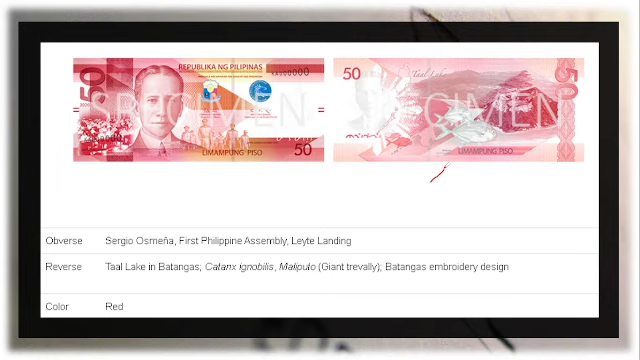 REPUBLIKA NG PILIPINAS
50
SPECIMEN
LIMAMPUNG PISO
50
50
Taal Lake
50
SPECIMEN
LIMAMPUNG PISO
Obverse Sergio Osmeña, First Philippine Assembly, Leyte Landing
Reverse Taal Lake in Batangas; Catanx ignobilis, Maliputo (Giant trevally); Batangas embroidery design
Color Red